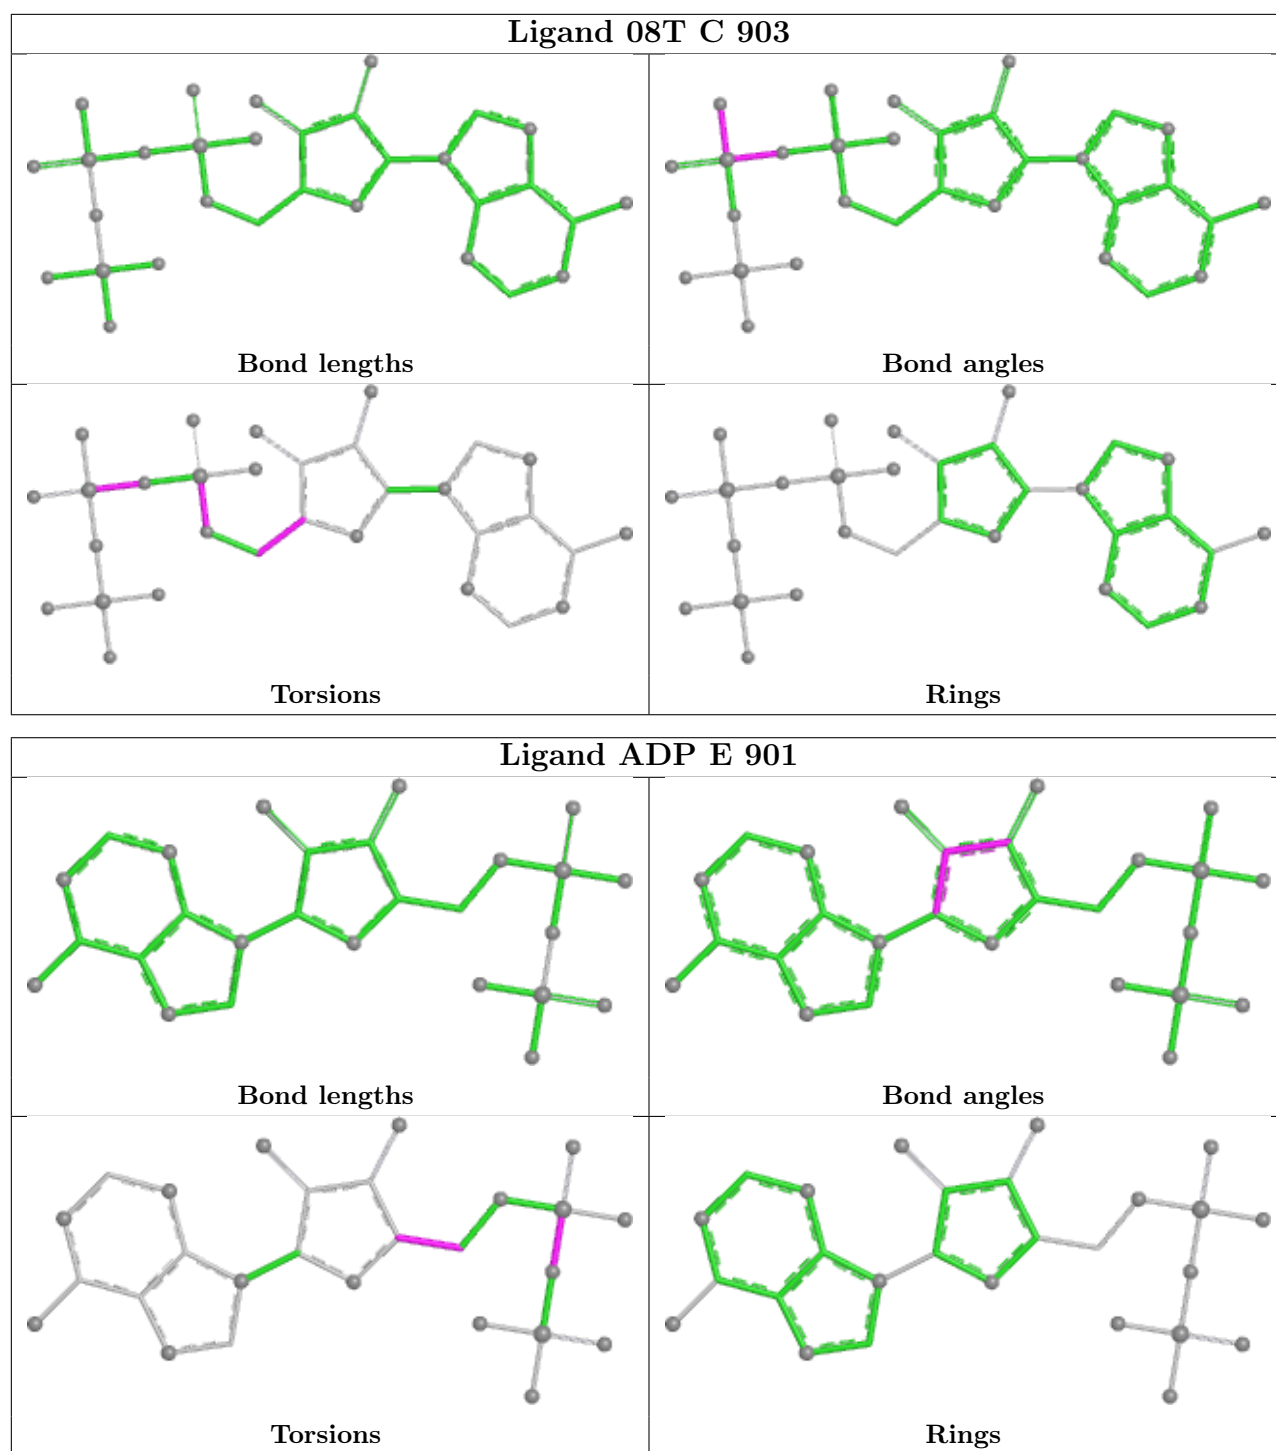 Ligand 08T C 903
Bond lengths
Bond angles
Torsions
Rings
Ligand ADP E 901
Bond lengths
Bond angles
Torsions
Rings